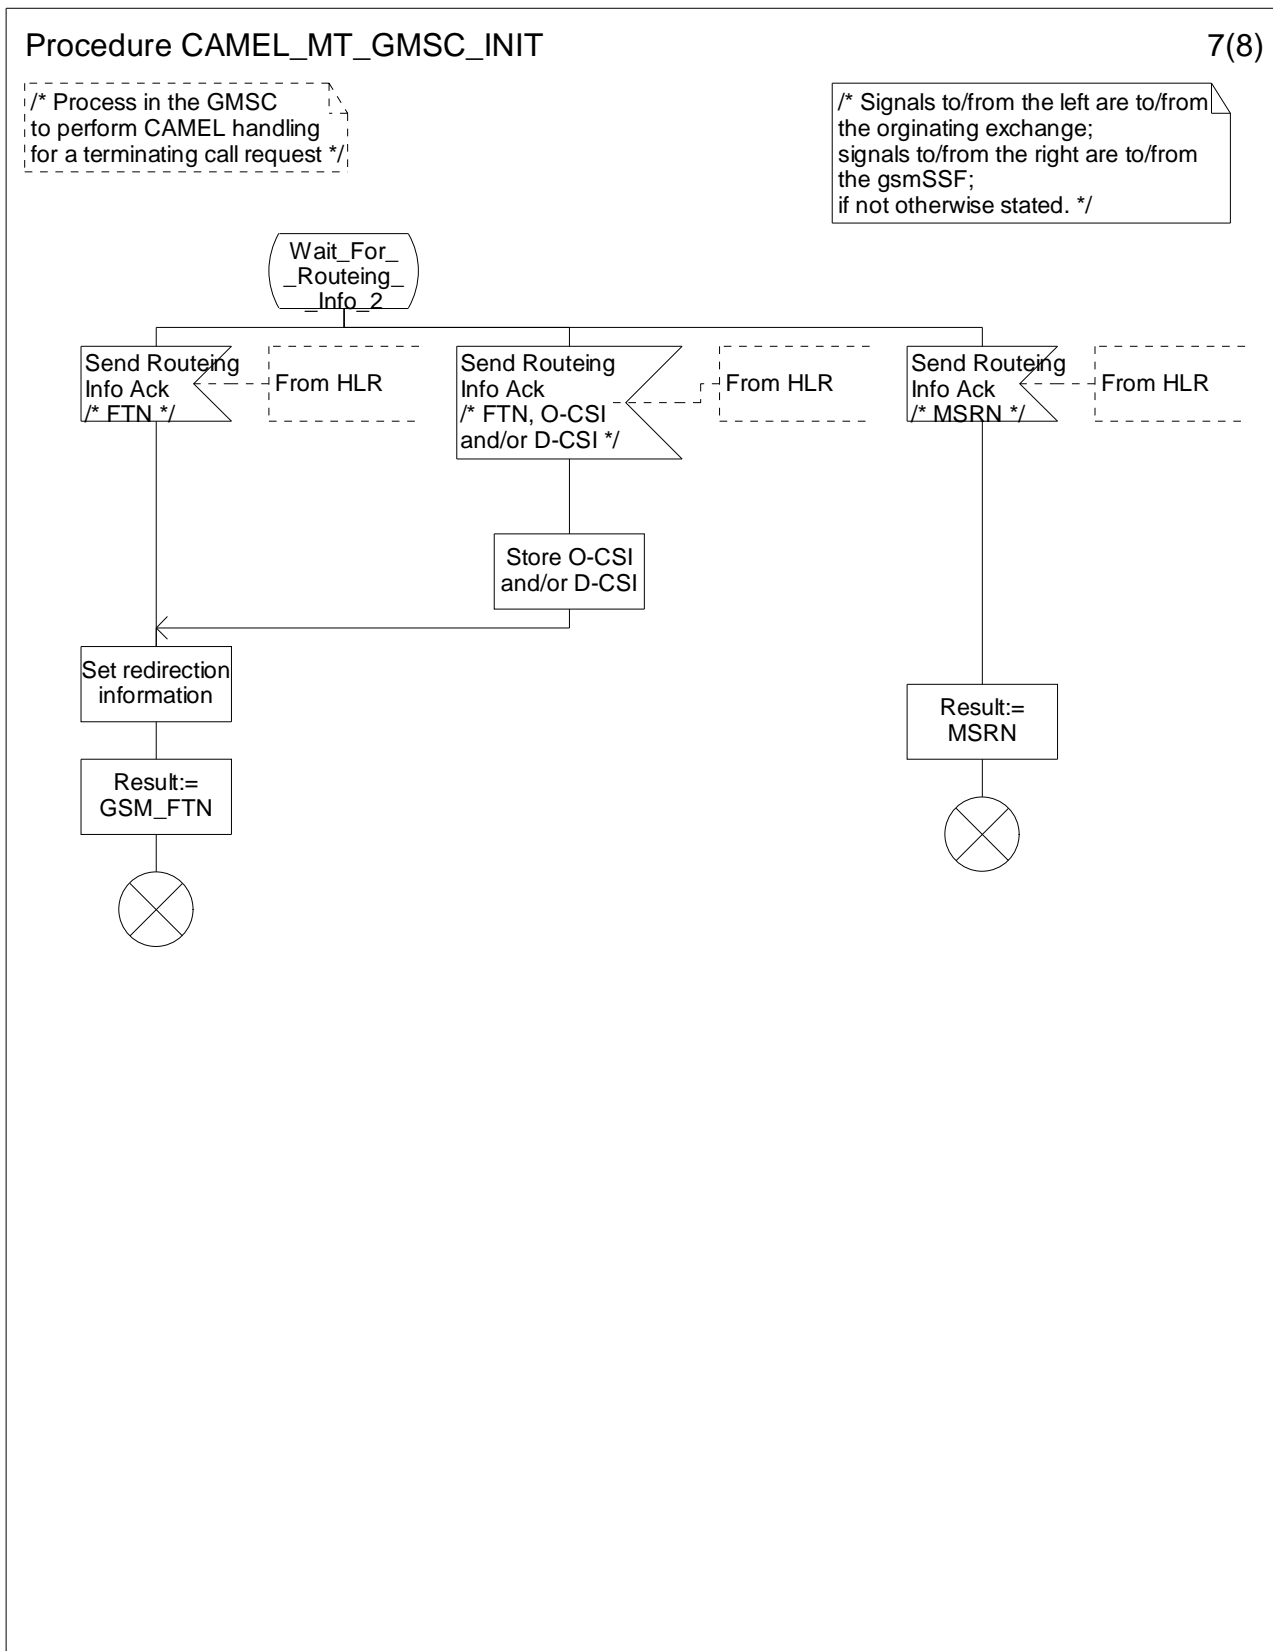 Procedure CAMEL_MT_GMSC_INIT
7(8)
/* Process in the GMSC
to perform CAMEL handling
for a terminating call request */
/* Signals to/from the left are to/from
the orginating exchange;
signals to/from the right are to/from
the gsmSSF;
if not otherwise stated. */
Wait_For_
_Routeing_
_Info_2
Send Routeing
Info Ack
/* FTN */
From HLR
Send Routeing
Info Ack
/* FTN, O-CSI
and/or D-CSI */
From HLR
Send Routeing
Info Ack
/* MSRN */
From HLR
Store O-CSI
and/or D-CSI
Set redirection
information
Result:=
MSRN
Result:=
GSM_FTN